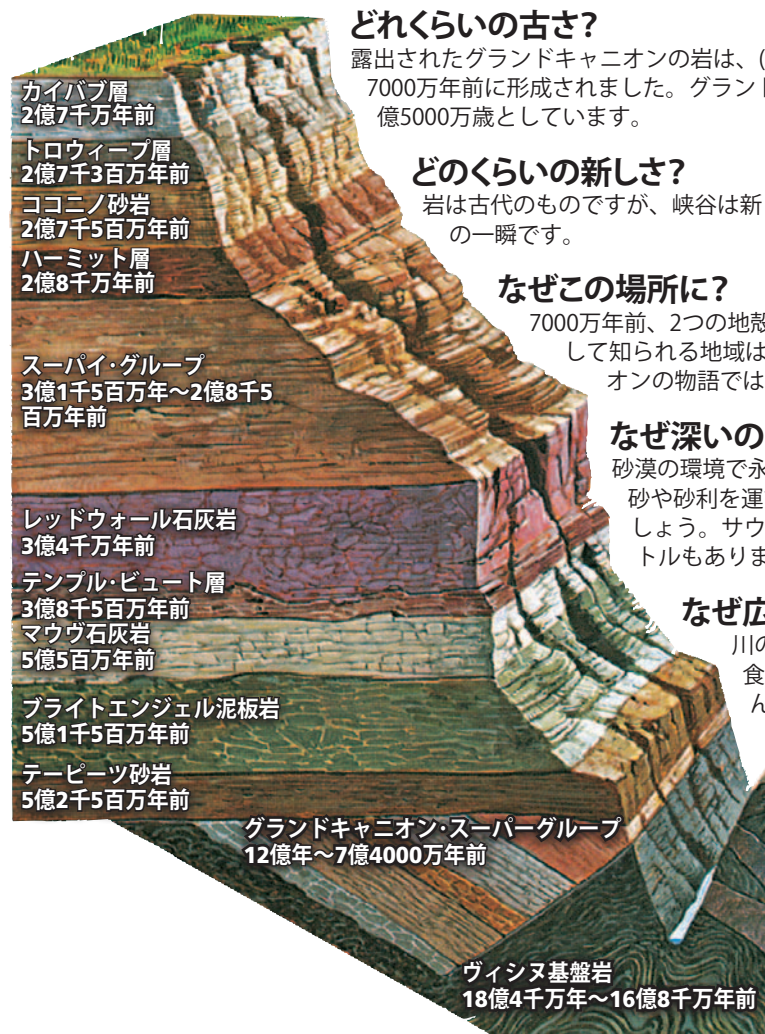 どれくらいの古さ?
露出されたグランドキャニオンの岩は、(
7000万年前に形成されました。グランド
億5000万歳としています。
どのくらいの新しさ?
岩は古代のものですが、峡谷は新
の一瞬です。
なぜこの場所に?
7000万年前、2つの地殻
して知られる地域は
オンの物語では
なぜ深いの
砂漠の環境で永
砂や砂利を運
しょう。サウ
トルもありま
なぜ広
川の
食
ん
カイバブ層
2億7千万年前
トロウィープ層
2億7千3百万年前
ココニノ砂岩
2億7千5百万年前
ハーミット層
2億8千万年前
スーパイ・グループ
3億1千5百万年〜2億8千5
百万年前
レッドウォール石灰岩
3億4千万年前
テンプル・ビュート層
3億8千5百万年前
マウヴ石灰岩
5億5百万年前
ブライトエンジェル泥板岩
5億1千5百万年前
テーピーツ砂岩
5億2千5百万年前
グランドキャニオン・スーパーグループ
12億年〜7億4000万年前
ヴィシヌ基盤岩
18億4千万年〜16億8千万年前